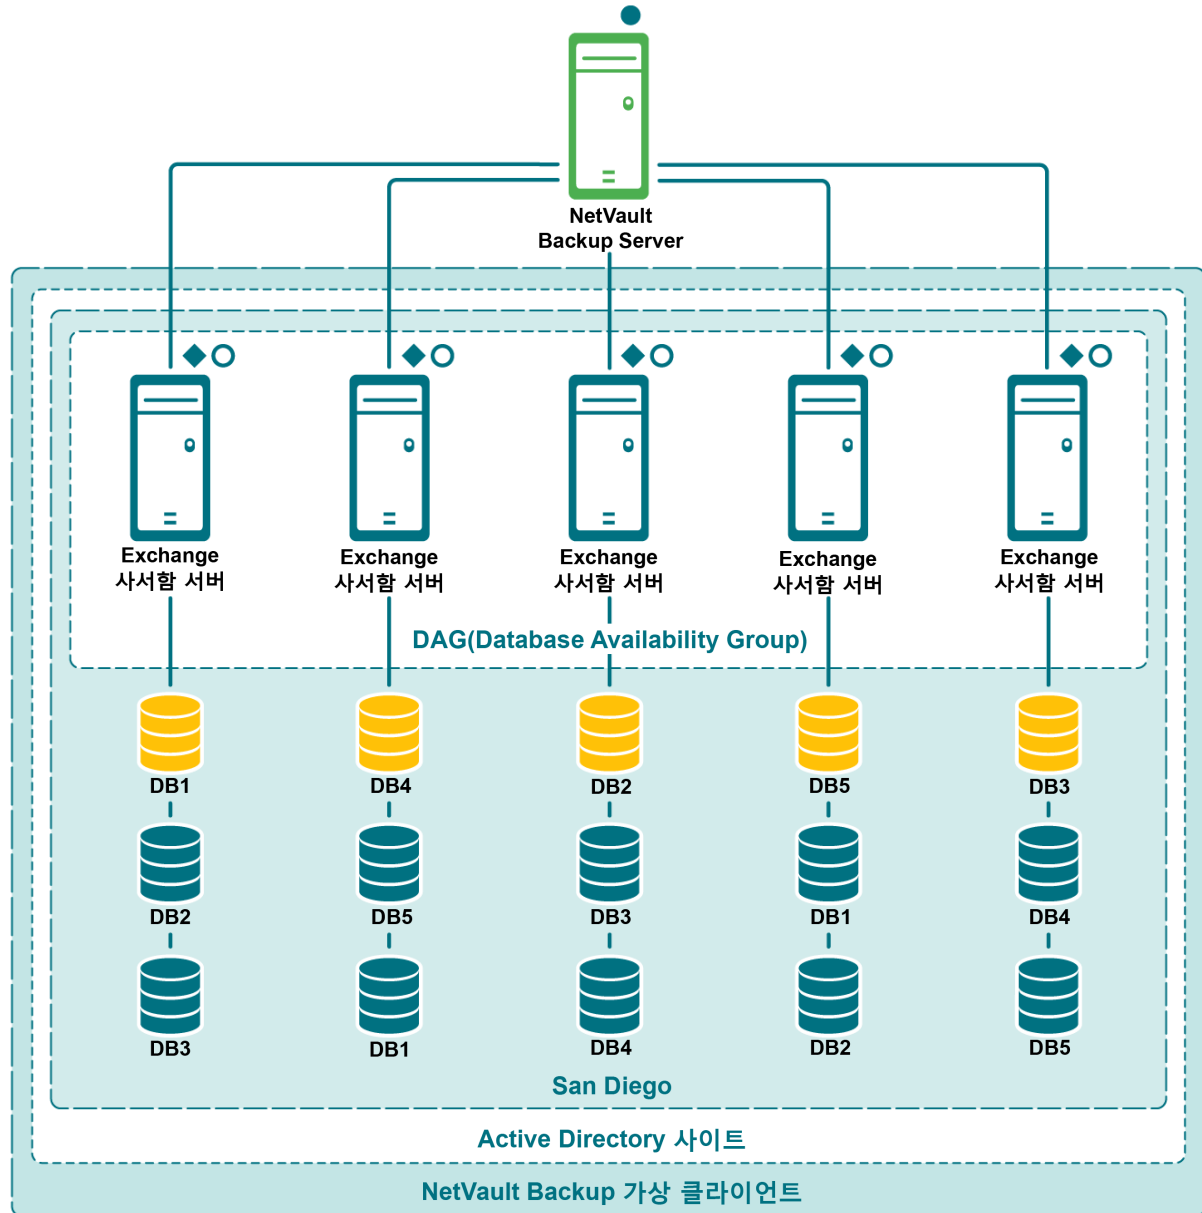 NetVault
Backup Server
Exchange
사서함 서버
Exchange
사서함 서버
Exchange
사서함 서버
Exchange
사서함 서버
Exchange
사서함 서버
DAG(Database Availability Group)
DB1
DB4
DB2
DB5
DB3
DB2
DB5
DB3
DB1
DB4
DB3
DB1
DB4
DB2
DB5
San Diego
Active Directory 사이트
NetVault Backup 가상 클라이언트